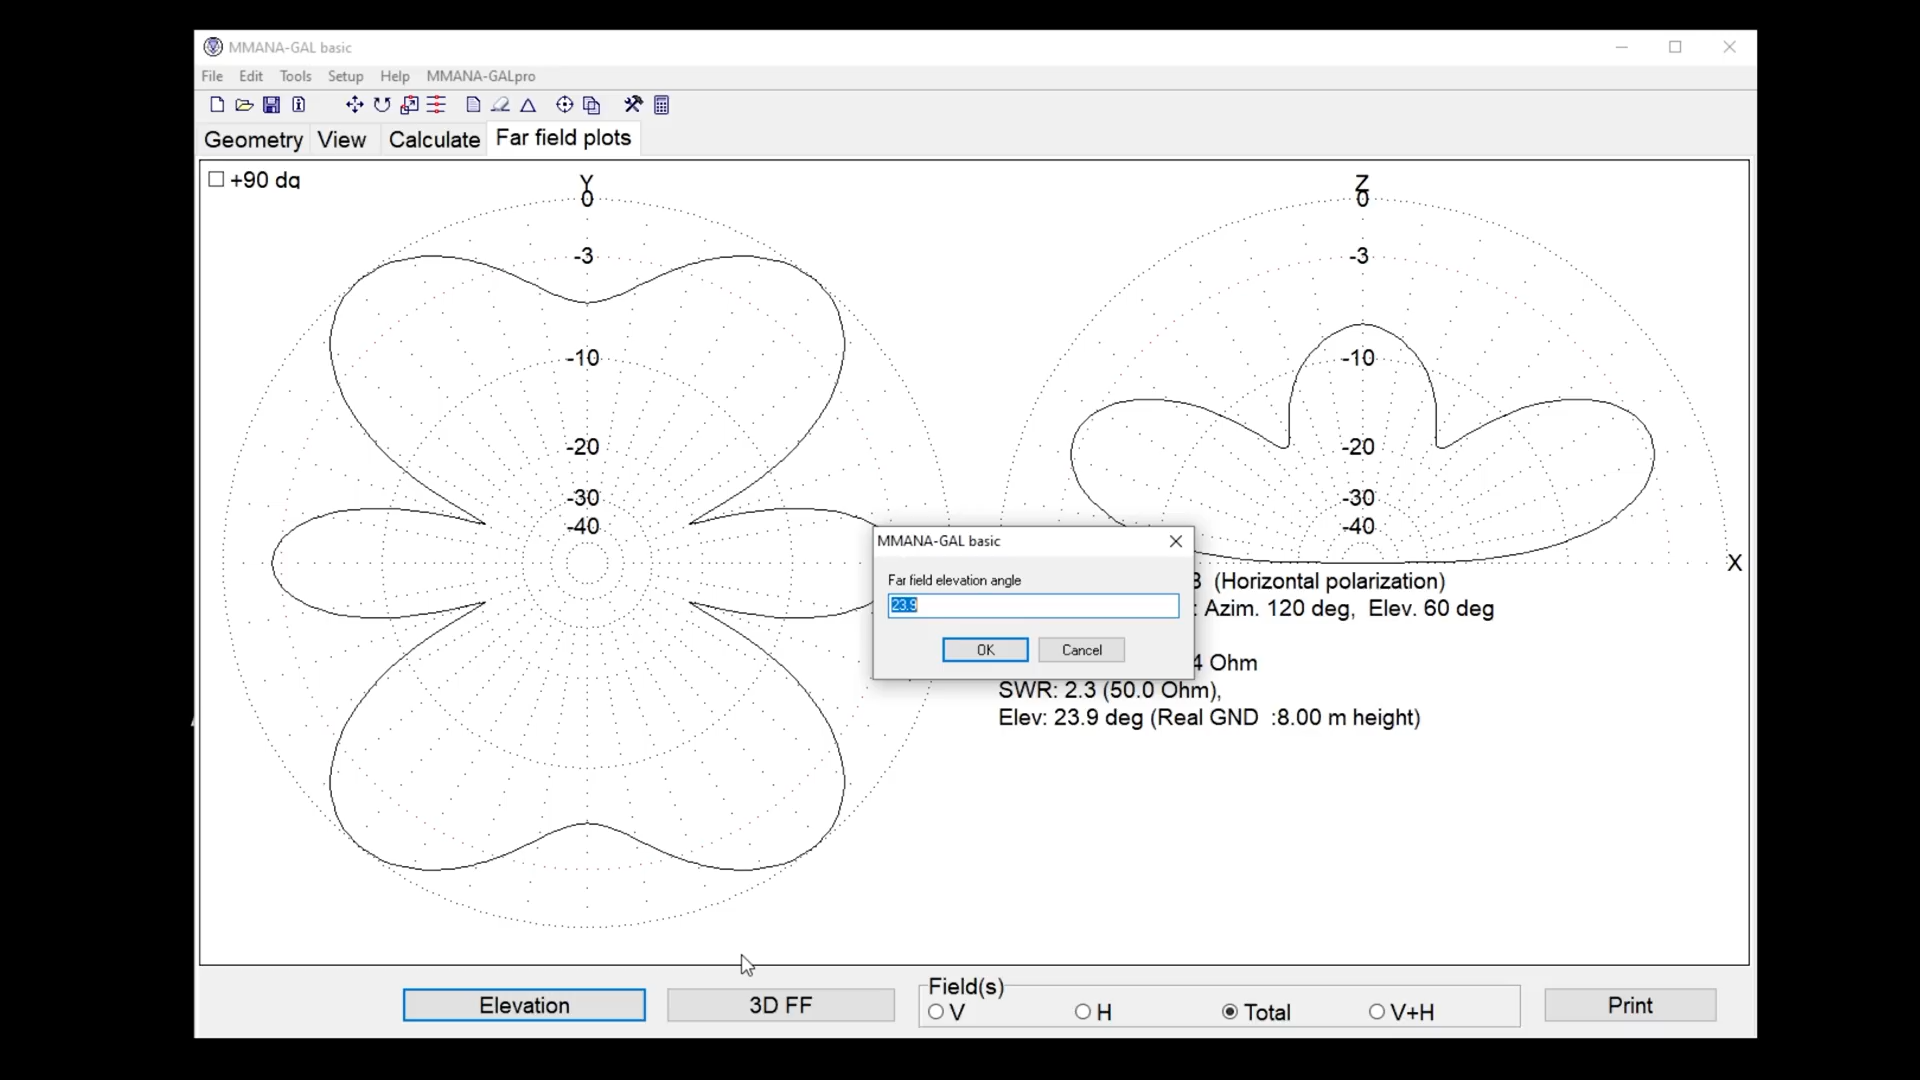 MMANA-GAL basic
File Edit Tools Setup Help MMANA-GALpro
Geometry View Calculate Far field plots
+90 dg
Y
0
-3
-10
-20
-30
-40
Z
0
-3
-10
-20
-30
-40
X
MMANA-GAL basic
Far field elevation angle
23.9
OK Cancel
(Horizontal polarization)
: Azim. 120 deg, Elev. 60 deg
4 Ohm
SWR: 2.3 (50.0 Ohm),
Elev: 23.9 deg (Real GND :8.00 m height)
Elevation
3D FF
Field(s)
V H Total V+H
Print